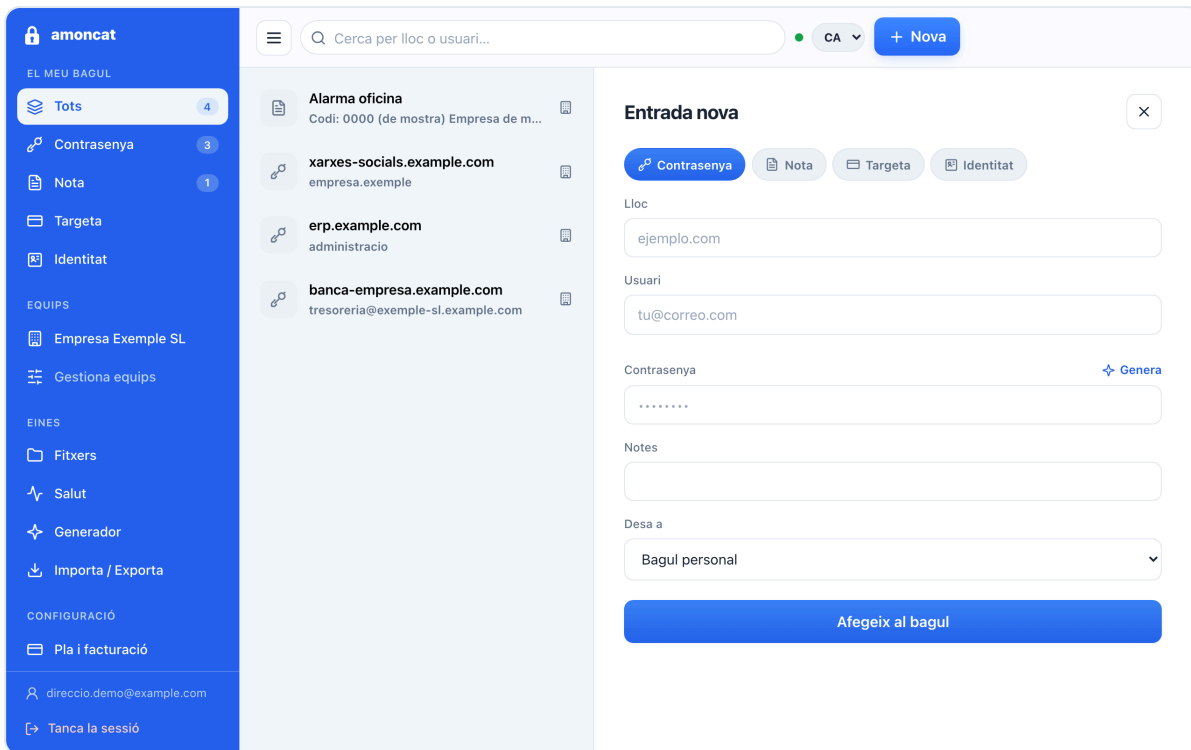 amoncat
EL MEU BAGUL
Tots 4
Contrasenya 3
Nota 1
Targeta
Identitat
EQUIPS
Empresa Exemple SL
Gestiona equips
EINES
Fitxers
Salut
Generador
Importa / Exporta
CONFIGURACIÓ
Pla i facturació
direccio.demo@example.com
Tanca la sessió
Cerca per lloc o usuari...
CA
+ Nova
Alarma oficina
Codi: 0000 (de mostra) Empresa de m...
xarxes-socials.example.com
empresa.exemple
erp.example.com
administracio
banca-empresa.example.com
tresoreria@exemple-sl.example.com
Entrada nova
Contrasenya Nota Targeta Identitat
Lloc
ejemplo.com
Usuari
tu@correo.com
Contrasenya Genera
••••••••
Notes
Desa a
Bagul personal
Afegeix al bagul